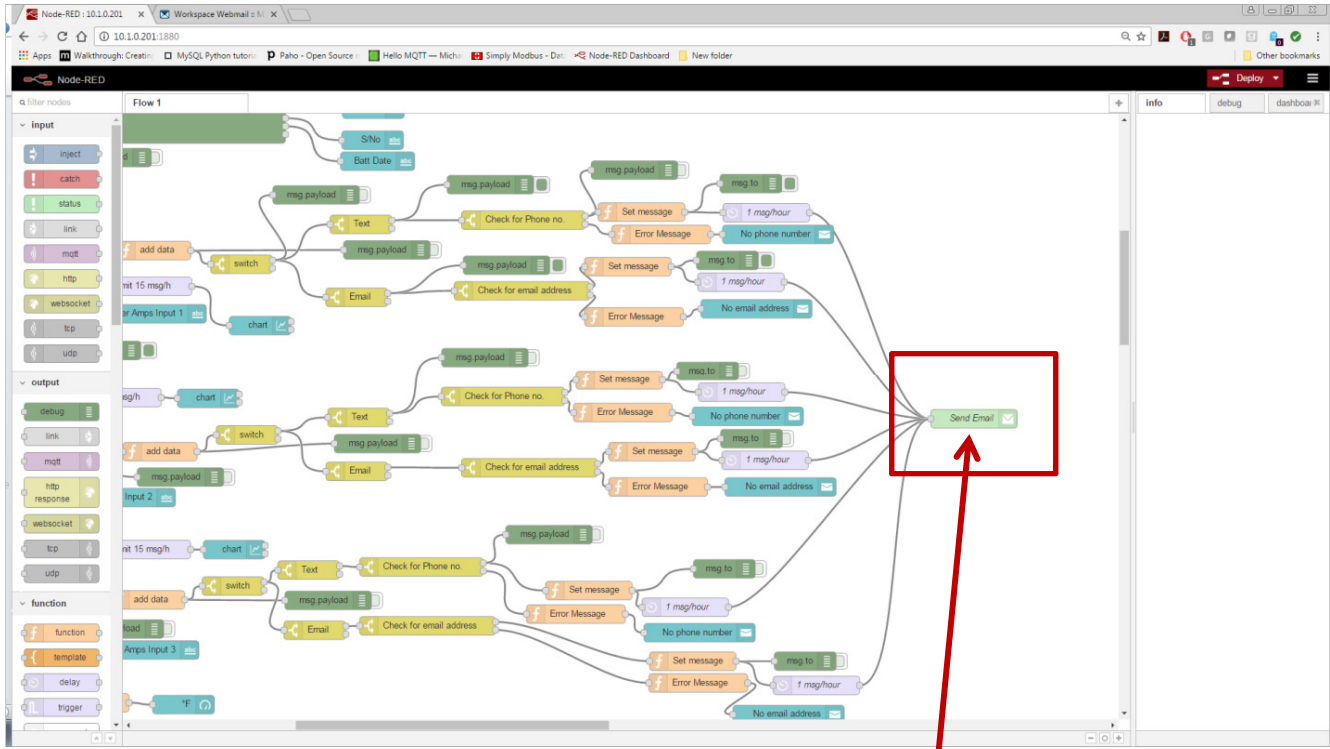 Node-RED : 10.1.0.201
Workspace Webmail :: M
10.1.0.201:1880
Apps
Walkthrough: Creatin
MySQL Python tutoria
Paho - Open Source
Hello MQTT — Micha
Simply Modbus - Dat
Node-RED Dashboard
New folder
Other bookmarks
Node-RED
Deploy
filter nodes
Flow 1
info
debug
dashboar
input
inject
catch
status
link
mqtt
http
websocket
tcp
udp
output
debug
link
mqtt
http
response
websocket
tcp
udp
function
function
template
delay
trigger
S/No
Batt Date
msg.payload
msg.payload
msg.payload
msg.to
Text
Check for Phone no.
Set message
1 msg/hour
Error Message
No phone number
add data
switch
msg.payload
msg.payload
Set message
msg.to
1 msg/hour
mit 15 msg/h
Email
Check for email address
er Amps Input 1
chart
Error Message
No email address
msg.payload
msg.to
Set message
1 msg/hour
sg/h
chart
Check for Phone no.
Text
Error Message
No phone number
Send Email
switch
msg.payload
msg.to
add data
Set message
1 msg/hour
Email
Check for email address
msg.payload
Error Message
No email address
Input 2
msg.payload
mit 15 msg/h
chart
Text
Check for Phone no.
msg.to
switch
Set message
add data
msg.payload
1 msg/hour
Error Message
load
Email
Check for email address
No phone number
Amps Input 3
Set message
msg.to
Error Message
1 msg/hour
°F
No email address